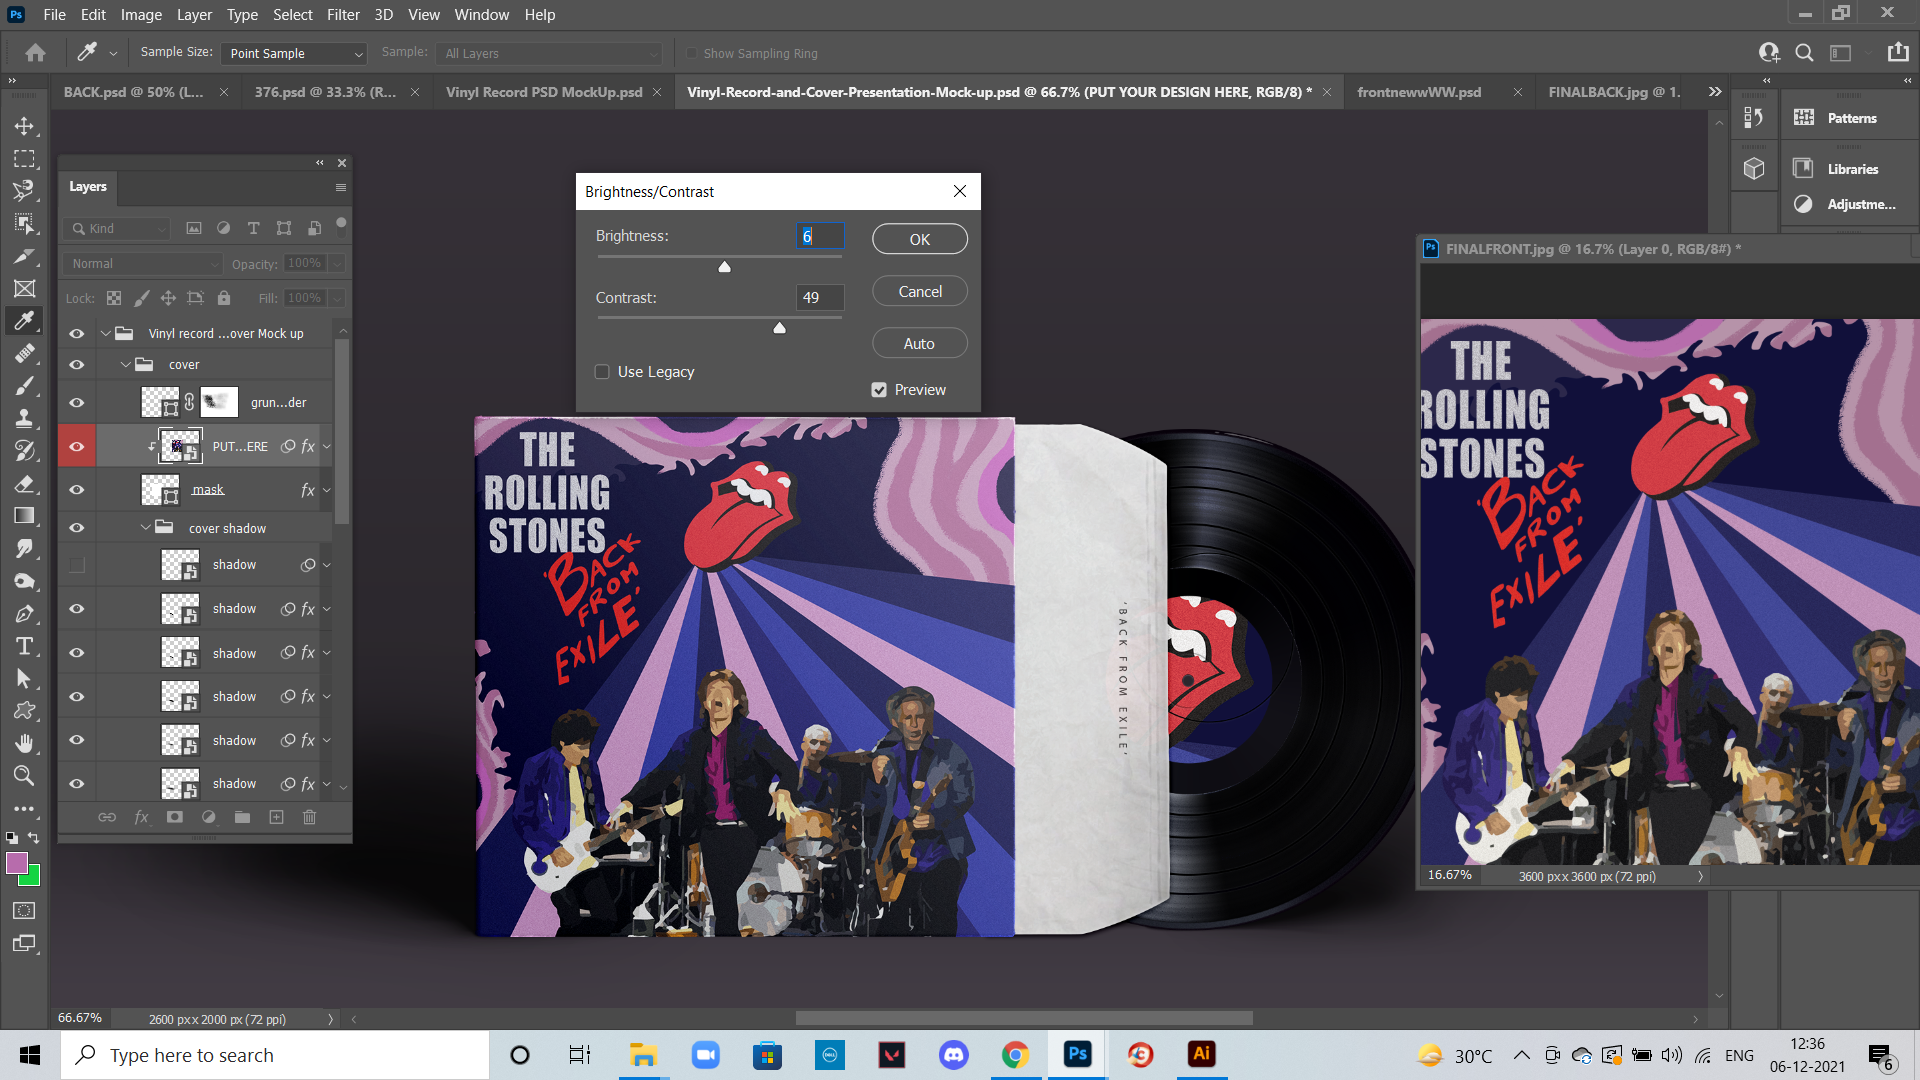 Ps File Edit Image Layer Type Select Filter 3D View Window Help
Sample Size: Point Sample Sample: All Layers Show Sampling Ring
BACK.psd @ 50% (L... 376.psd @ 33.3% (R... Vinyl Record PSD MockUp.psd Vinyl-Record-and-Cover-Presentation-Mock-up.psd @ 66.7% (PUT YOUR DESIGN HERE, RGB/8) * frontnewwWW.psd FINALBACK.jpg @ 1.
Patterns
Libraries
Adjustme...
Layers
Kind
Normal Opacity: 100%
Lock: Fill: 100%
Vinyl record ...over Mock up
cover
grun...der
PUT...ERE fx
mask fx
cover shadow
shadow
shadow fx
shadow fx
shadow fx
shadow fx
shadow fx
fx
Brightness/Contrast
Brightness: 6
OK
Contrast: 49
Cancel
Auto
Use Legacy
Preview
THE
ROLLING
STONES
'BACK
FROM
EXILE'
'BACK FROM EXILE'
Ps FINALFRONT.jpg @ 16.7% (Layer 0, RGB/8#) *
THE
ROLLING
STONES
'BACK
FROM
EXILE'
16.67% 3600 px x 3600 px (72 ppi)
66.67% 2600 px x 2000 px (72 ppi)
Type here to search
DELL
Ps
Ai
30°C
ENG
12:36
06-12-2021
6